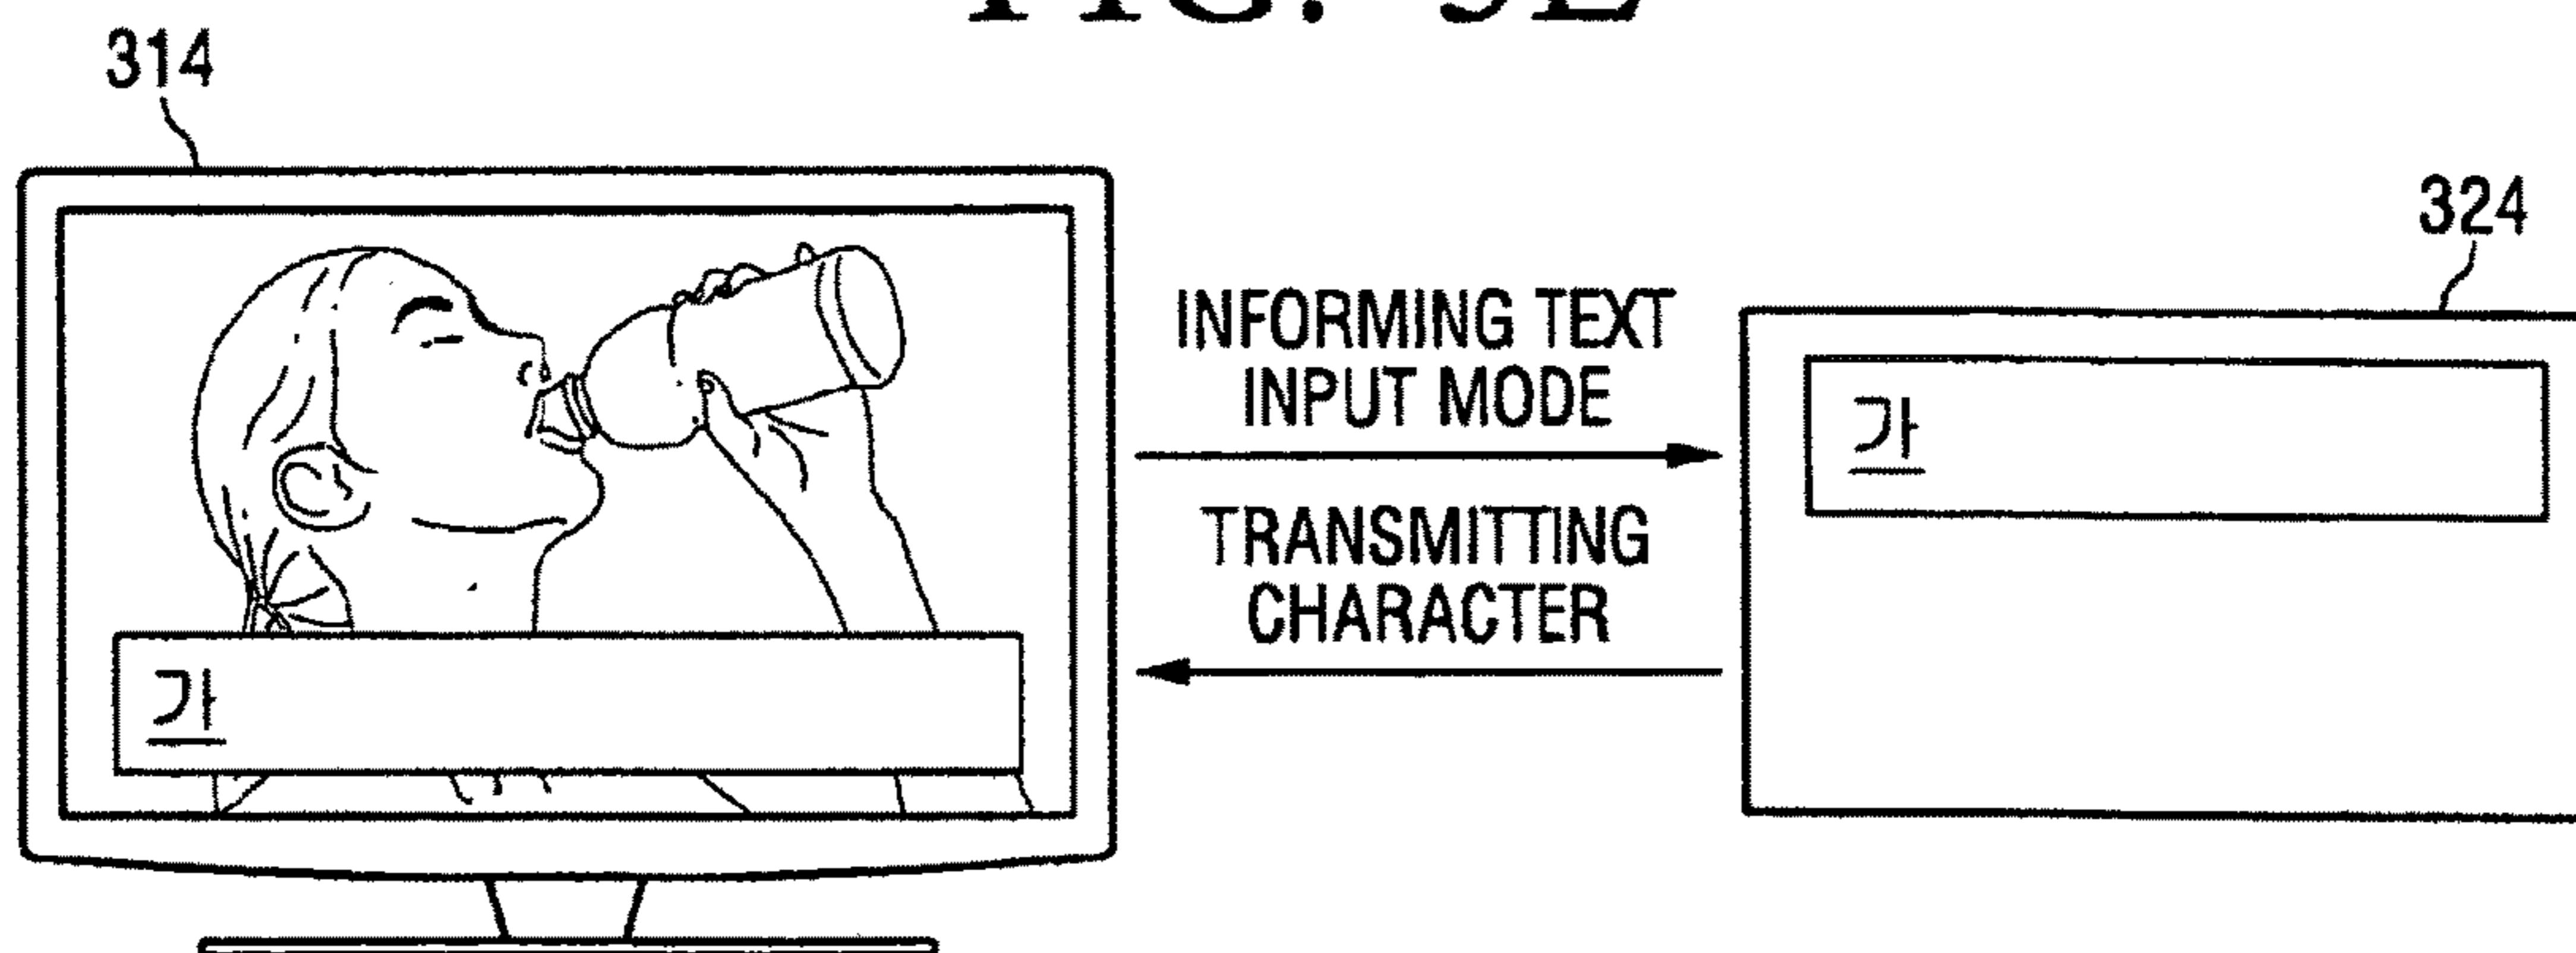 314
324
INFORMING TEXT
INPUT MODE
가
TRANSMITTING
CHARACTER
가